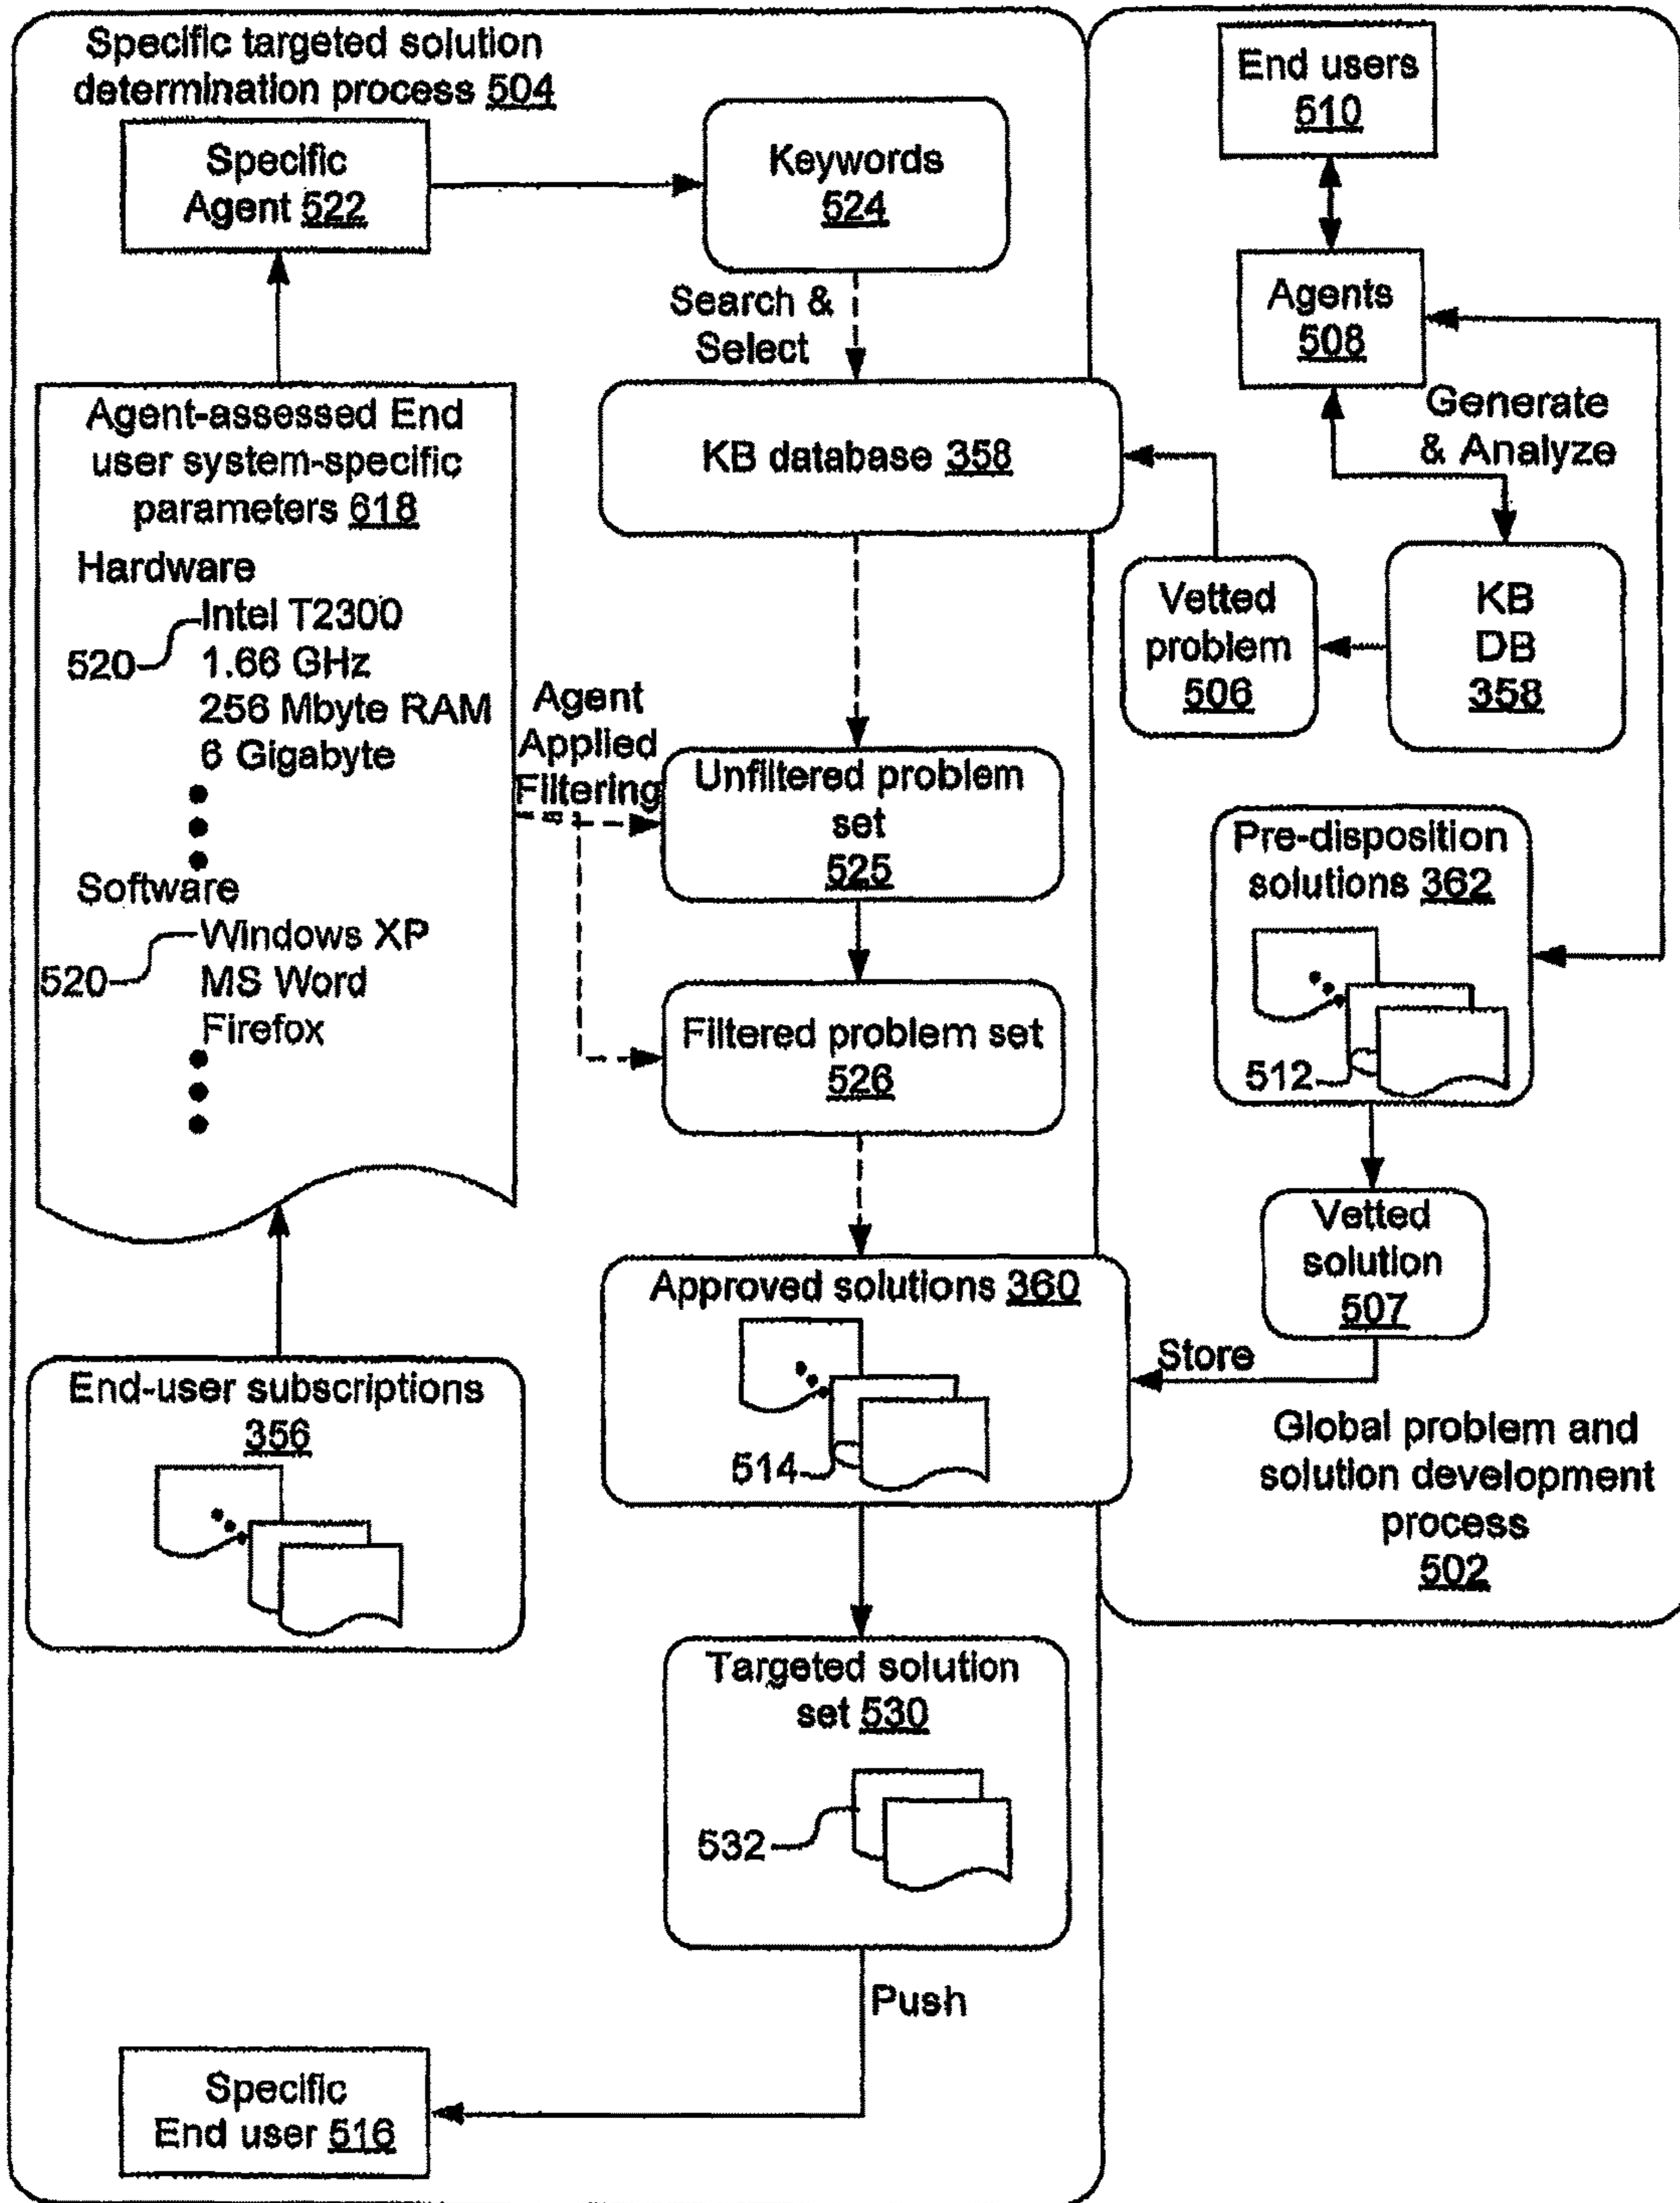 Specific targeted solution
determination process 504
Specific
Agent 522
Keywords
524
Search &
Select
Agent-assessed End
user system-specific
parameters 618
Hardware
Intel T2300
520
1.66 GHz
256 Mbyte RAM
6 Gigabyte
Software
Windows XP
520
MS Word
Firefox
Agent
Applied
Filtering
KB database 358
Unfiltered problem
set
525
Filtered problem set
526
Approved solutions 360
514
End-user subscriptions
356
Targeted solution
set 530
532
Push
Specific
End user 516
End users
510
Agents
508
Generate
& Analyze
Vetted
problem
506
KB
DB
358
Pre-disposition
solutions 362
512
Vetted
solution
507
Store
Global problem and
solution development
process
502